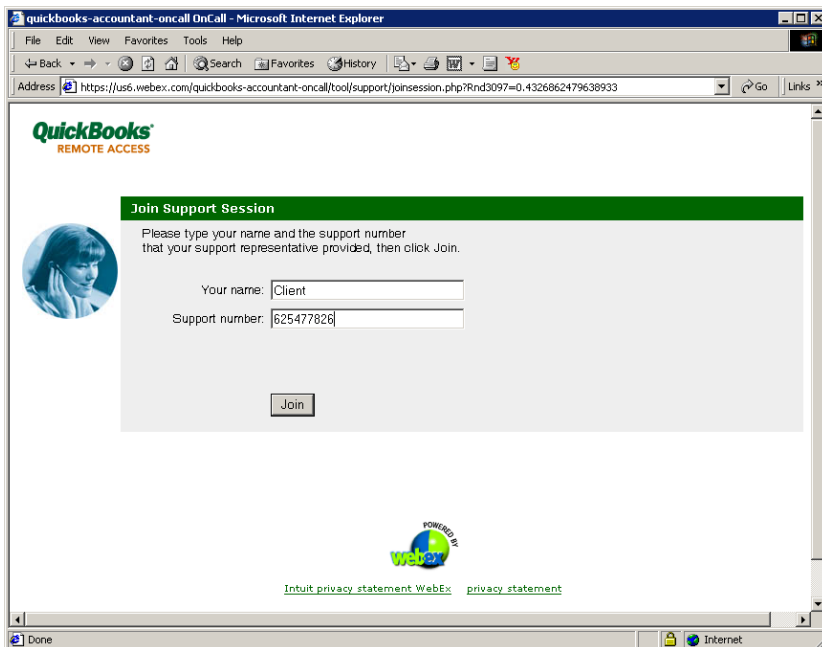 quickbooks-accountant-oncall OnCall - Microsoft Internet Explorer
File Edit View Favorites Tools Help
Back Search Favorites History
Address https://us6.webex.com/quickbooks-accountant-oncall/tool/support/joinsession.php?Rnd3097=0.4326862479638933 Go Links »
QuickBooks
REMOTE ACCESS
Join Support Session
Please type your name and the support number
that your support representative provided, then click Join.
Your name: Client
Support number: 625477826
Join
POWERED BY
webex
Intuit privacy statement WebEx privacy statement
Done Internet